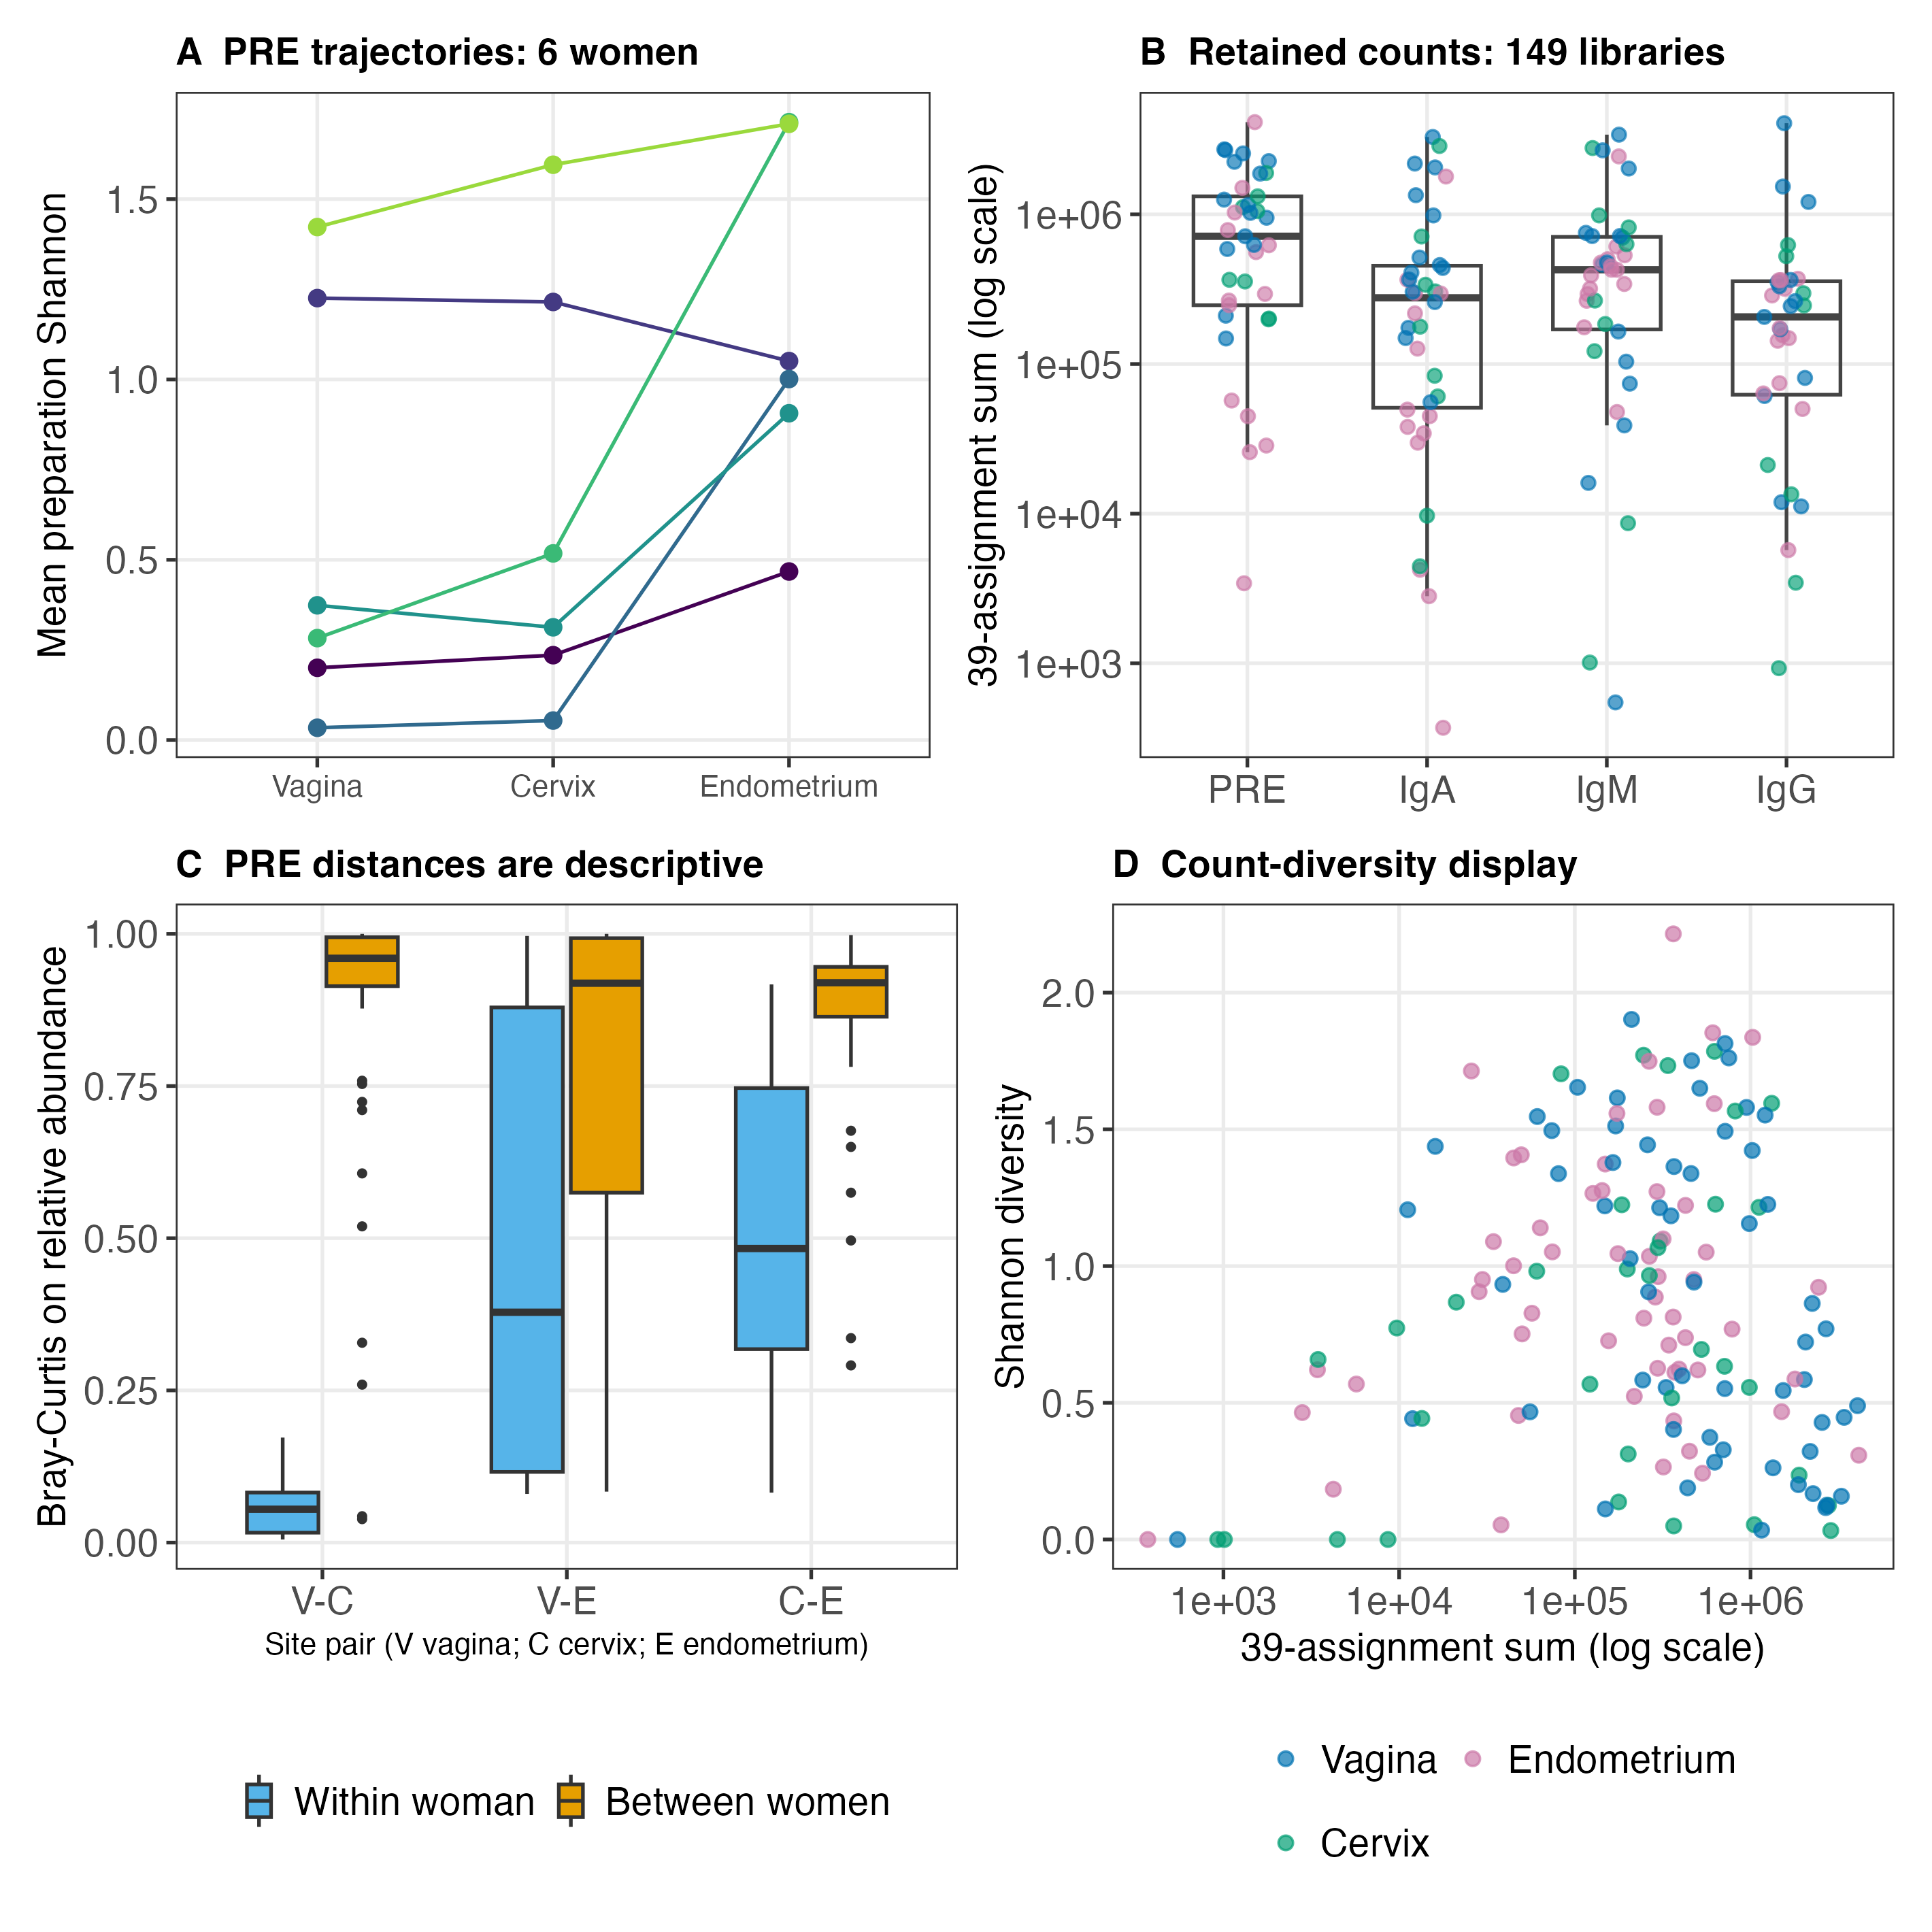 A PRE trajectories: 6 women
Mean preparation Shannon
1.5
1.0
0.5
0.0
Vagina Cervix Endometrium
B Retained counts: 149 libraries
39-assignment sum (log scale)
1e+06
1e+05
1e+04
1e+03
PRE IgA IgM IgG
C PRE distances are descriptive
Bray-Curtis on relative abundance
1.00
0.75
0.50
0.25
0.00
V-C V-E C-E
Site pair (V vagina; C cervix; E endometrium)
Within woman Between women
D Count-diversity display
Shannon diversity
2.0
1.5
1.0
0.5
0.0
1e+03 1e+04 1e+05 1e+06
39-assignment sum (log scale)
Vagina Endometrium
Cervix